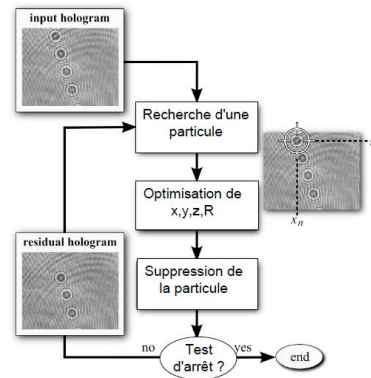 input hologram
Recherche d'une
particule
Optimisation de
x,y,z,R
x_n
residual hologram
Suppression de
la particule
no
yes
Test
d'arrêt ?
end